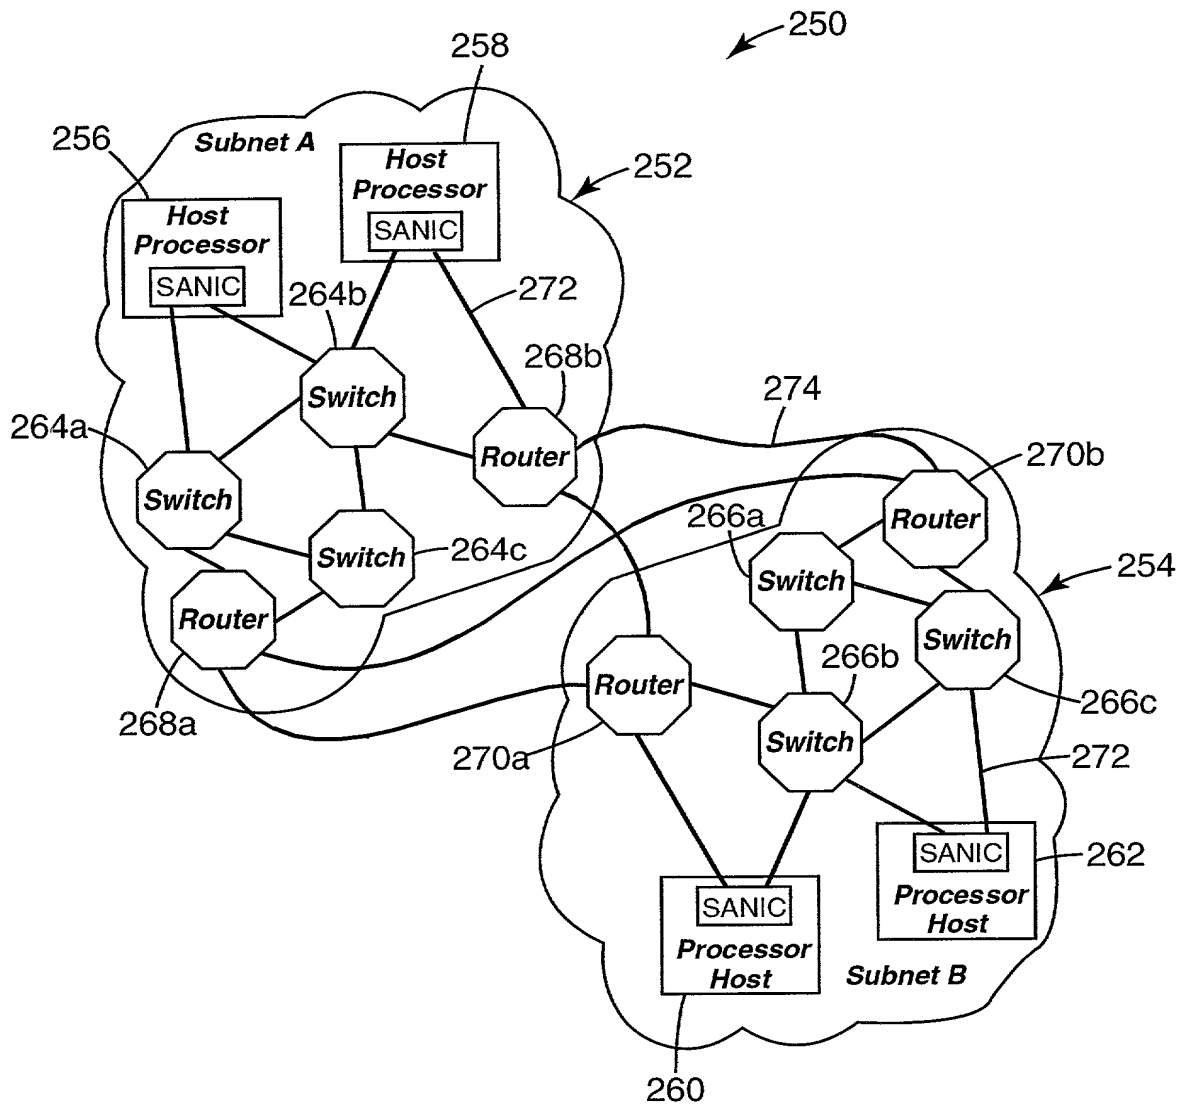 250
258
256
Subnet A
Host
Processor
SANIC
252
Host
Processor
SANIC
264b
272
268b
Switch
274
264a
Router
270b
Switch
266a
Router
Switch
264c
Switch
254
Router
Switch
266b
Router
268a
266c
Switch
270a
272
SANIC
262
Processor
Host
SANIC
Processor
Host
Subnet B
260